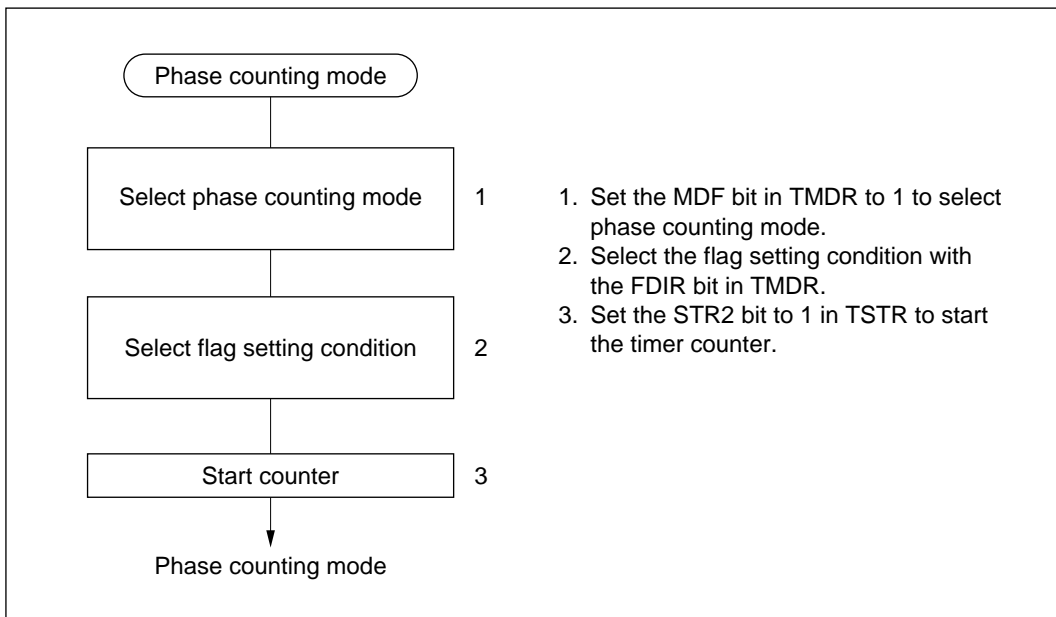 Phase counting mode
Select phase counting mode
1
Select flag setting condition
2
Start counter
3
Phase counting mode
1. Set the MDF bit in TMDR to 1 to select
phase counting mode.
2. Select the flag setting condition with
the FDIR bit in TMDR.
3. Set the STR2 bit to 1 in TSTR to start
the timer counter.